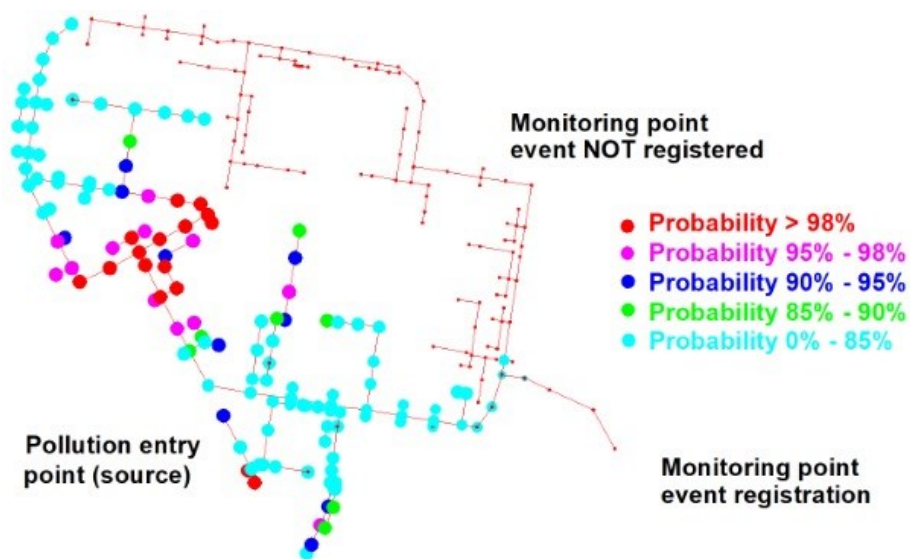 Monitoring point
event NOT registered
Probability > 98%
Probability 95% - 98%
Probability 90% - 95%
Probability 85% - 90%
Probability 0% - 85%
Pollution entry
point (source)
Monitoring point
event registration